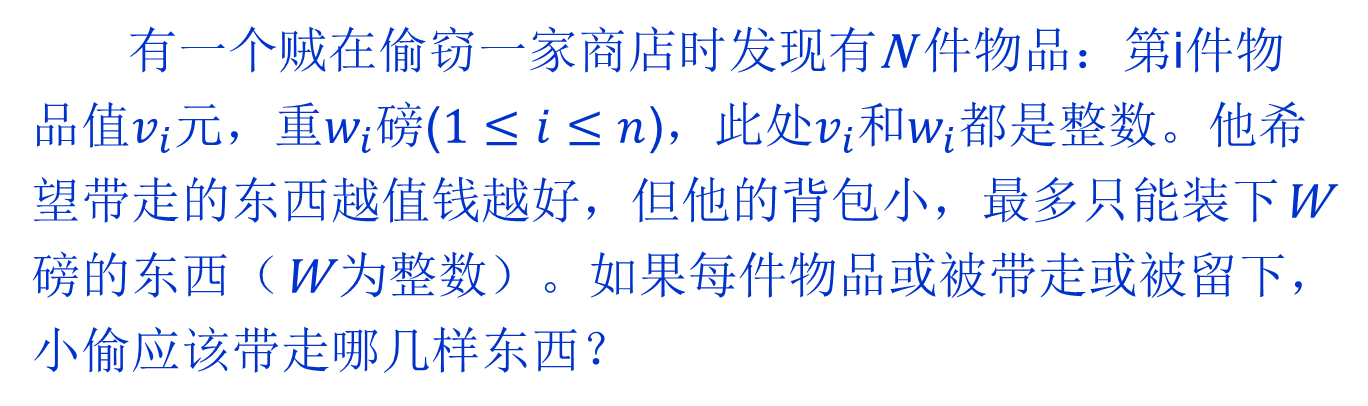 有一个贼在偷窃一家商店时发现有N件物品：第i件物
品值vᵢ元，重wᵢ磅(1 ≤ i ≤ n)，此处vᵢ和wᵢ都是整数。他希
望带走的东西越值钱越好，但他的背包小，最多只能装下W
磅的东西（W为整数）。如果每件物品或被带走或被留下，
小偷应该带走哪几样东西？